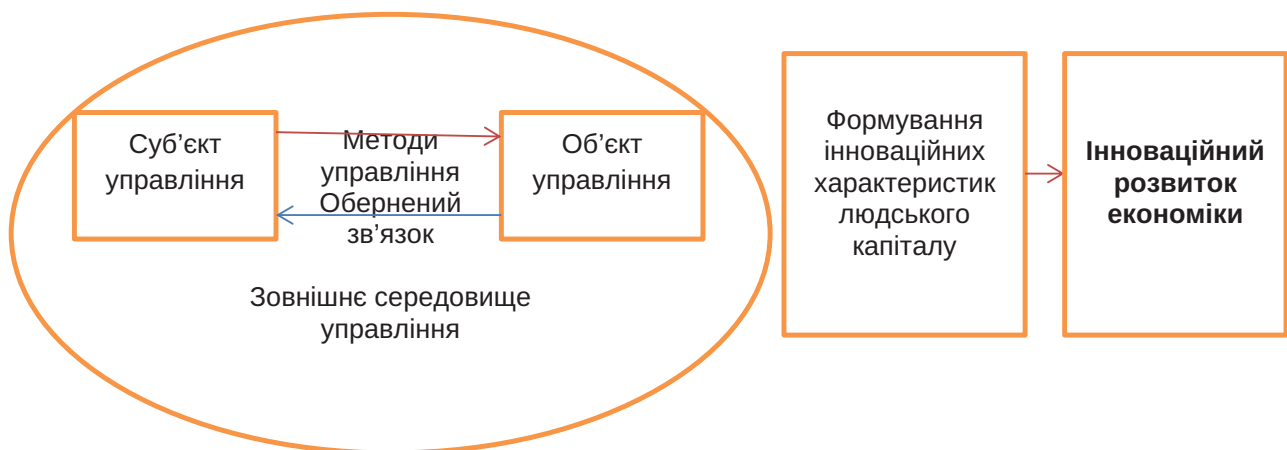 Суб’єкт
управління
Методи
управління
Обернений
зв’язок
Об’єкт
управління
Зовнішнє середовище
управління
Формування
інноваційних
характеристик
людського
капіталу
Інноваційний
розвиток
економіки